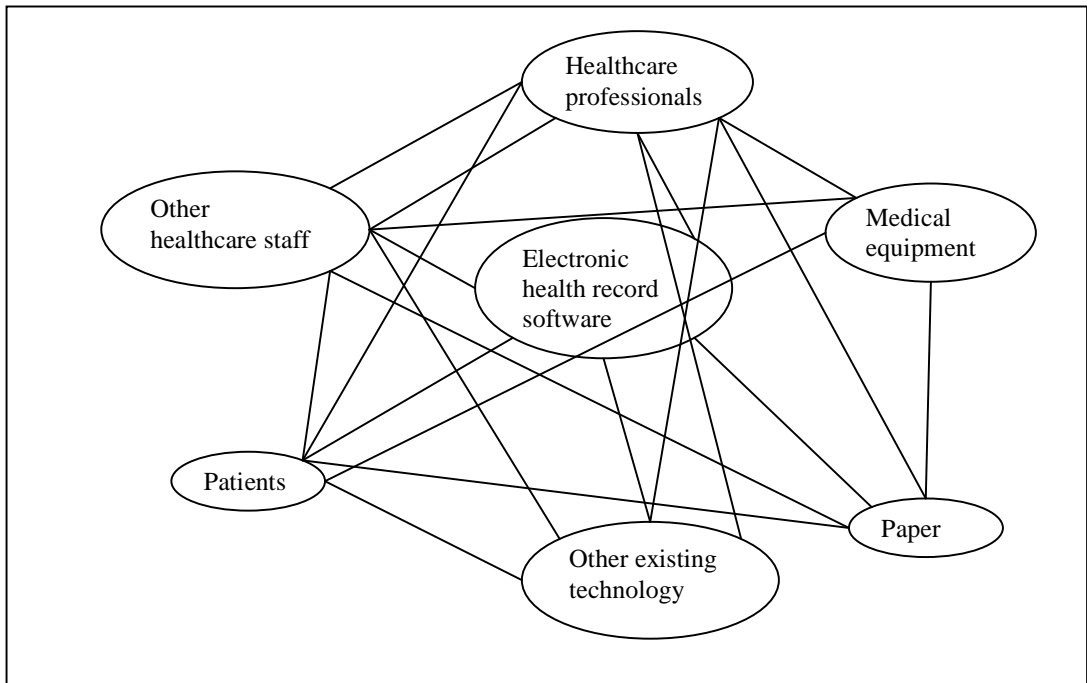 Healthcare
professionals
Other
healthcare staff
Medical
equipment
Electronic
health record
software
Patients
Paper
Other existing
technology